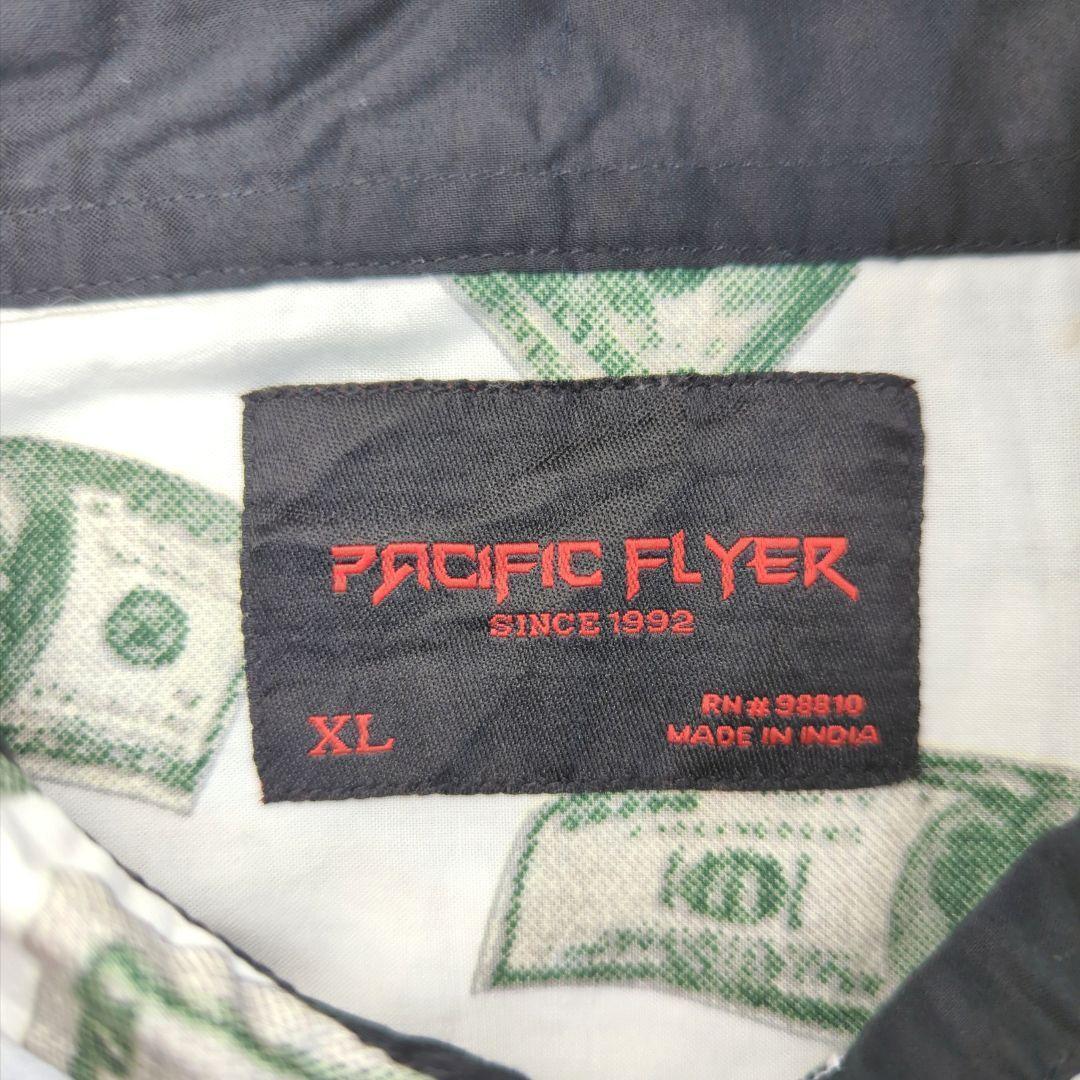 PACIFIC FLYER
SINCE 1992
XL
RN# 98810
MADE IN INDIA